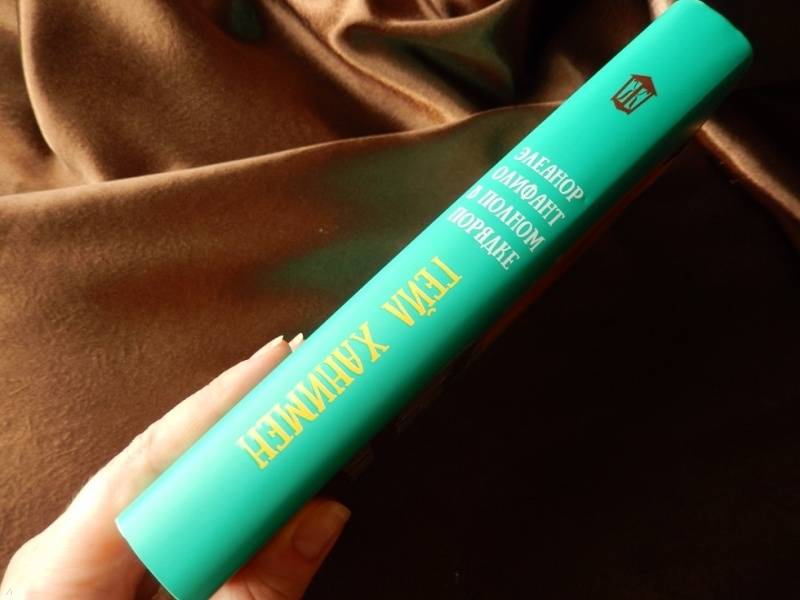 ЭЛЕАНОР
ОЛИФАНТ
В ПОЛНОМ
ПОРЯДКЕ
ГЕЙЛ ХАНИМЕН